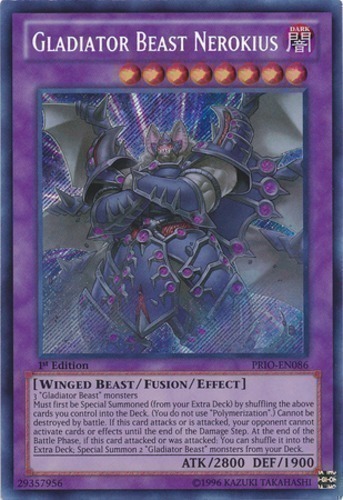 GLADIATOR BEAST NEROKIUS
DARK
闇
1st Edition
PRIO-EN086
[WINGED BEAST/FUSION/EFFECT]
3 "Gladiator Beast" monsters
Must first be Special Summoned (from your Extra Deck) by shuffling the above
cards you control into the Deck. (You do not use "Polymerization".) Cannot be
destroyed by battle. If this card attacks or is attacked, your opponent cannot
activate cards or effects until the end of the Damage Step. At the end of the
Battle Phase, if this card attacked or was attacked: You can shuffle it into the
Extra Deck; Special Summon 2 "Gladiator Beast" monsters from your Deck.
ATK/2800 DEF/1900
29357956
©1996 KAZUKI TAKAHASHI